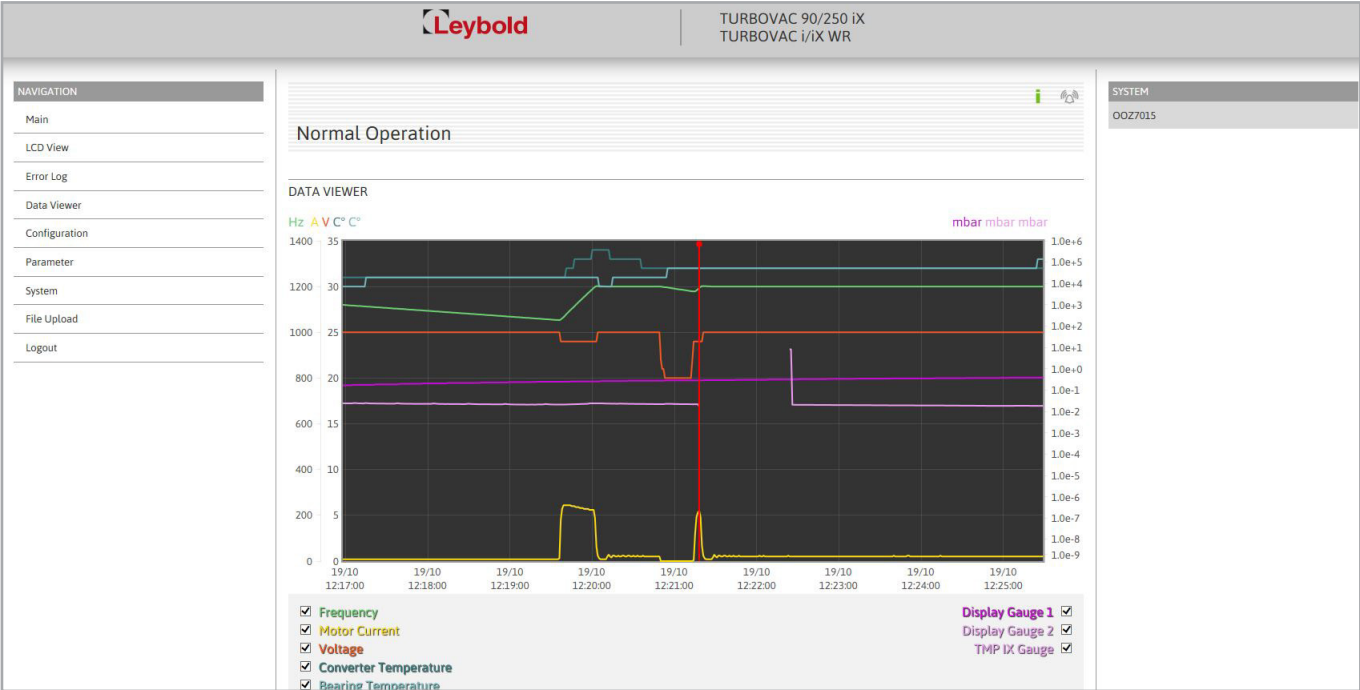 Leybold
TURBOVAC 90/250 iX
TURBOVAC i/iX WR
NAVIGATION
Main
LCD View
Error Log
Data Viewer
Configuration
Parameter
System
File Upload
Logout
i
Normal Operation
DATA VIEWER
Hz A V C° C°
mbar mbar mbar
1400 35 1.0e+6
1.0e+5
1200 30 1.0e+4
1.0e+3
1000 25 1.0e+2
1.0e+1
800 20 1.0e+0
1.0e-1
600 15 1.0e-2
1.0e-3
400 10 1.0e-4
1.0e-5
200 5 1.0e-6
1.0e-7
1.0e-8
0 0 1.0e-9
19/10 19/10 19/10 19/10 19/10 19/10 19/10 19/10 19/10
12:17:00 12:18:00 12:19:00 12:20:00 12:21:00 12:22:00 12:23:00 12:24:00 12:25:00
Frequency
Motor Current
Voltage
Converter Temperature
Bearing Temperature
Display Gauge 1
Display Gauge 2
TMP IX Gauge
SYSTEM
OOZ7015